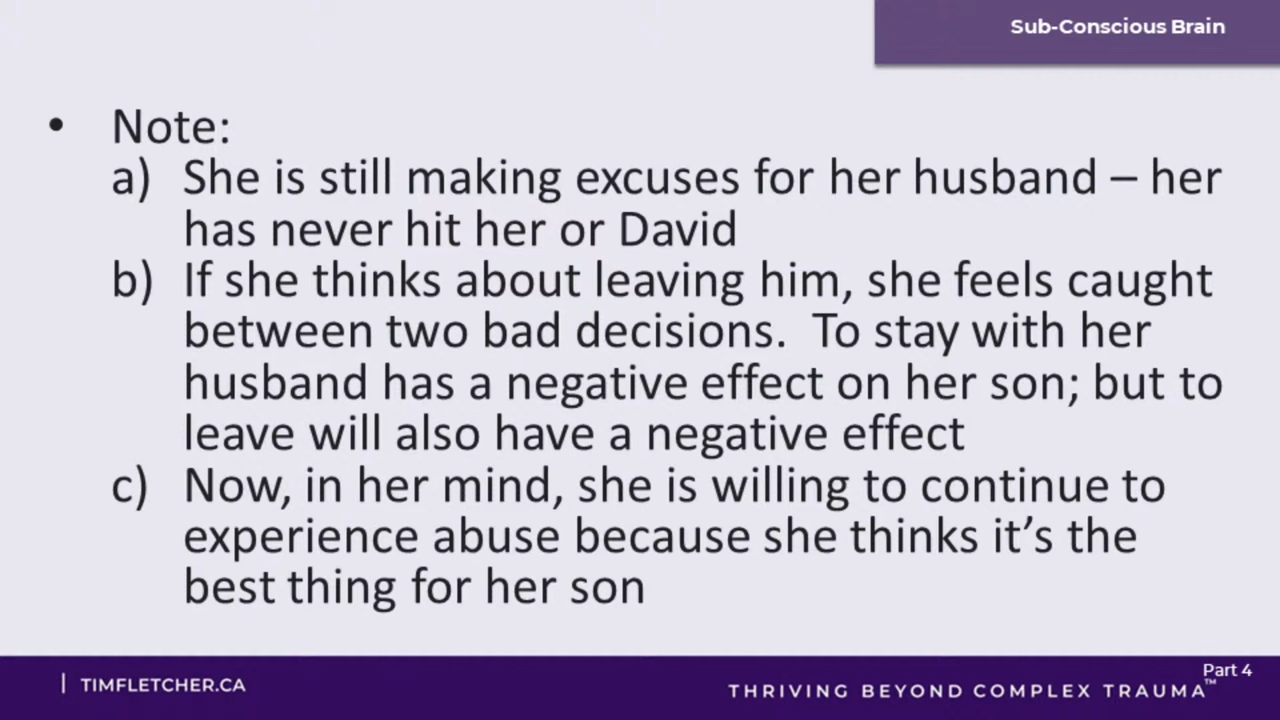 Sub-Conscious Brain
• Note:
a) She is still making excuses for her husband – her
has never hit her or David
b) If she thinks about leaving him, she feels caught
between two bad decisions.  To stay with her
husband has a negative effect on her son; but to
leave will also have a negative effect
c) Now, in her mind, she is willing to continue to
experience abuse because she thinks it’s the
best thing for her son
| TIMFLETCHER.CA
Part 4
THRIVING BEYOND COMPLEX TRAUMA™